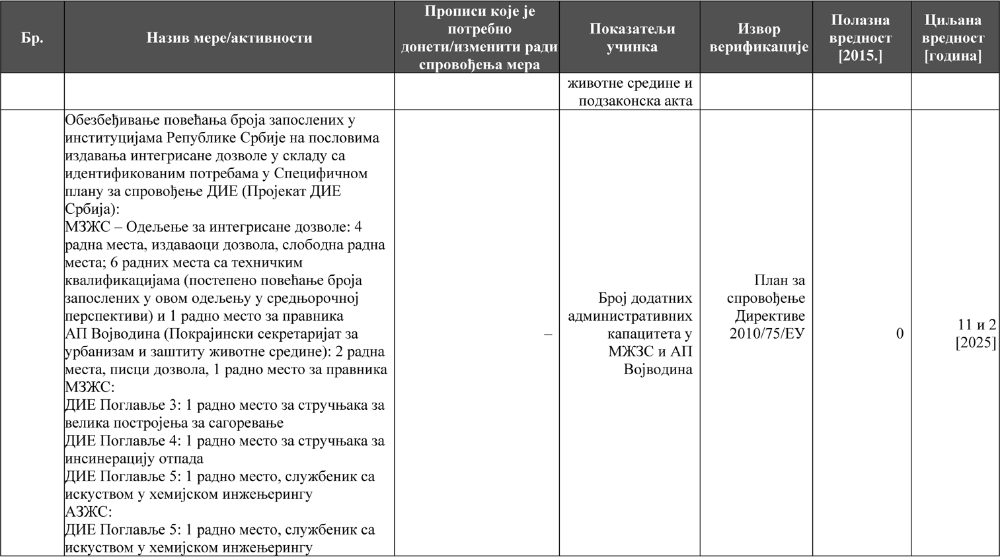 Бр.
Назив мере/активности
Прописи које је
потребно
донети/изменити ради
спровођења мера
Показатељи
учинка
Извор
верификације
Полазна
вредност
[2015.]
Циљана
вредност
[година]
животне средине и
подзаконска акта
Обезбеђивање повећања броја запослених у
институцијама Републике Србије на пословима
издавања интегрисане дозволе у складу са
идентификованим потребама у Специфичном
плану за спровођење ДИЕ (Пројекат ДИЕ
Србија):
МЗЖС – Одељење за интегрисане дозволе: 4
радна места, издаваоци дозвола, слободна радна
места; 6 радних места са техничким
квалификацијама (постепено повећање броја
запослених у овом одељењу у средњорочној
перспективи) и 1 радно место за правника
АП Војводина (Покрајински секретаријат за
урбанизам и заштиту животне средине): 2 радна
места, писци дозвола, 1 радно место за правника
МЗЖС:
ДИЕ Поглавље 3: 1 радно место за стручњака за
велика постројења за сагоревање
ДИЕ Поглавље 4: 1 радно место за стручњака за
инсинерацију отпада
ДИЕ Поглавље 5: 1 радно место, службеник са
искуством у хемијском инжењерингу
АЗЖС:
ДИЕ Поглавље 5: 1 радно место, службеник са
искуством у хемијском инжењерингу
–
Број додатних
административних
капацитета у
МЖЗС и АП
Војводина
План за
спровођење
Директиве
2010/75/ЕУ
0
11 и 2
[2025]